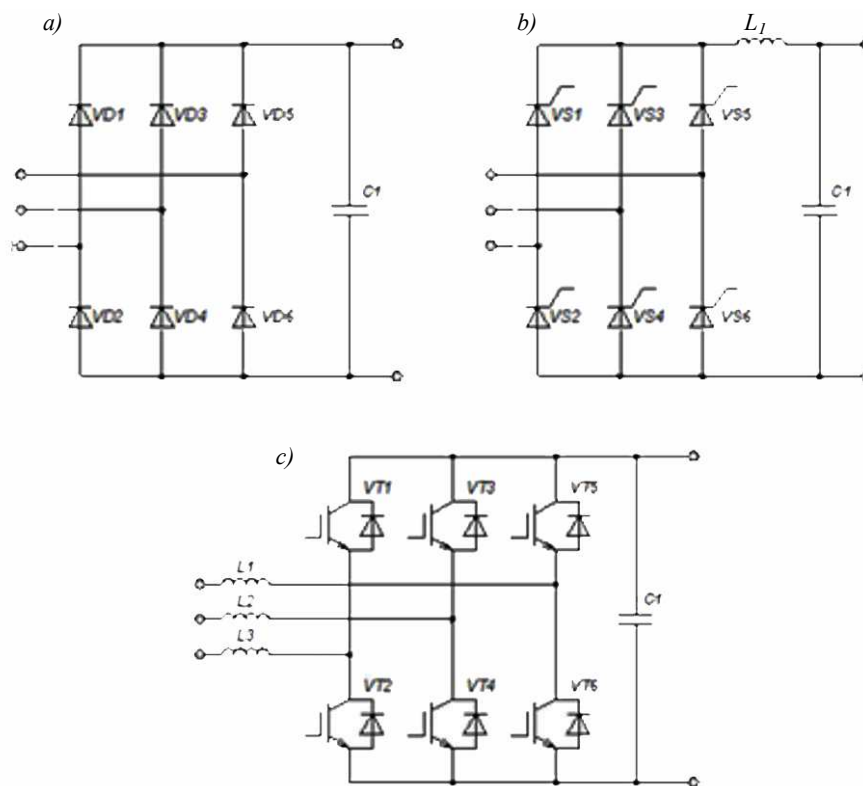 a)
VD1 VD3 VD5
C1
VD2 VD4 VD6
b)
L1
VS1 VS3 VS5
C1
VS2 VS4 VS6
c)
VT1 VT3 VT5
L1
L2
L3
C1
VT2 VT4 VT6